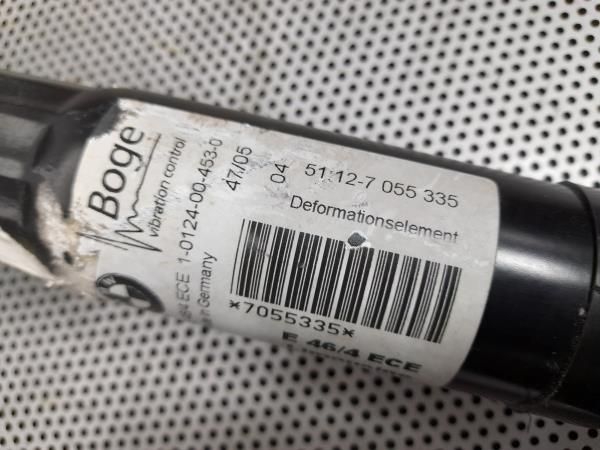 Boge
vibration control
ECE 1-0124-00-453-0
Germany
47/05
04 51.12-7 055 335
Deformationselement
*7055335*
E 46/4 ECE